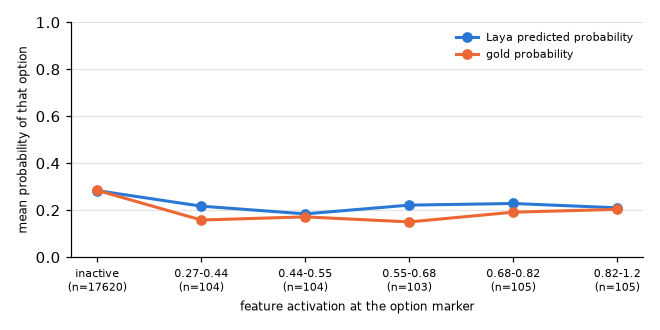 1.0
0.8
0.6
0.4
0.2
0.0
mean probability of that option
Laya predicted probability
gold probability
inactive
(n=17620)
0.27-0.44
(n=104)
0.44-0.55
(n=104)
0.55-0.68
(n=103)
0.68-0.82
(n=105)
0.82-1.2
(n=105)
feature activation at the option marker